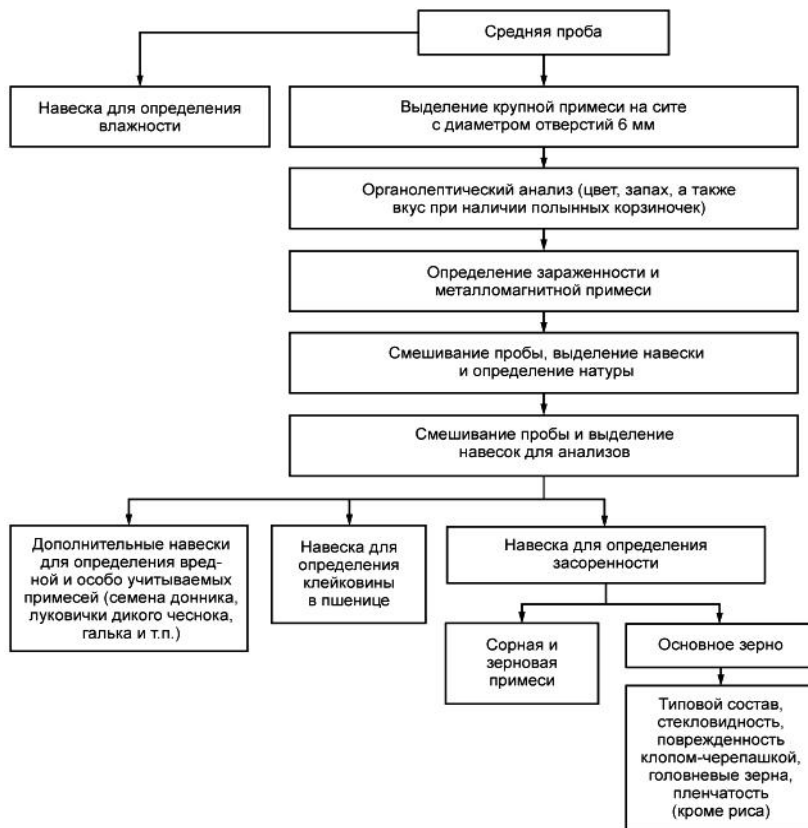 Средняя проба
Навеска для определения
влажности
Выделение крупной примеси на сите
с диаметром отверстий 6 мм
Органолептический анализ (цвет, запах, а также
вкус при наличии полынных корзиночек)
Определение зараженности и
металломагнитной примеси
Смешивание пробы, выделение навески
и определение натуры
Смешивание пробы и выделение
навесок для анализов
Дополнительные навески
для определения вред-
ной и особо учитываемых
примесей (семена донника,
луковички дикого чеснока,
галька и т.п.)
Навеска для
определения
клейковины
в пшенице
Навеска для определения
засоренности
Сорная и
зерновая
примеси
Основное зерно
Типовой состав,
стекловидность,
поврежденность
клопом-черепашкой,
головневые зерна,
пленчатость
(кроме риса)